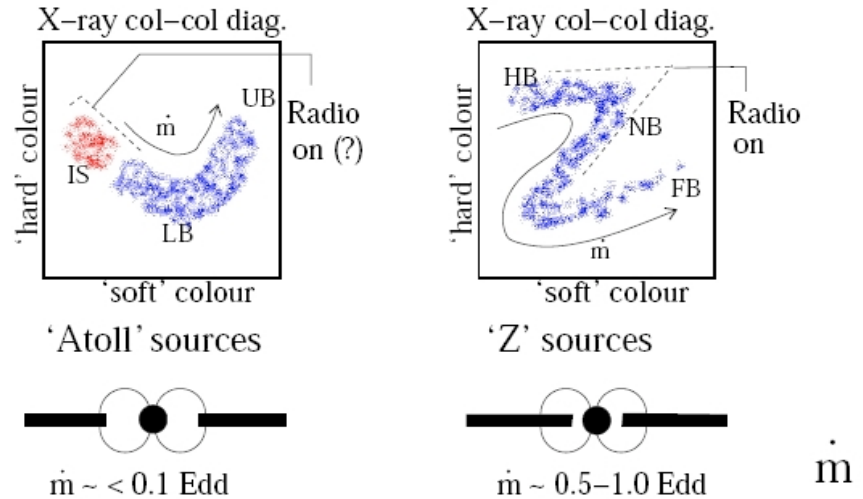 X–ray col–col diag.
'hard' colour
UB
ṁ
Radio
on (?)
IS
LB
'soft' colour
'Atoll' sources
ṁ ~ < 0.1 Edd
X–ray col–col diag.
'hard' colour
HB
Radio
on
NB
FB
ṁ
'soft' colour
'Z' sources
ṁ ~ 0.5–1.0 Edd
ṁ